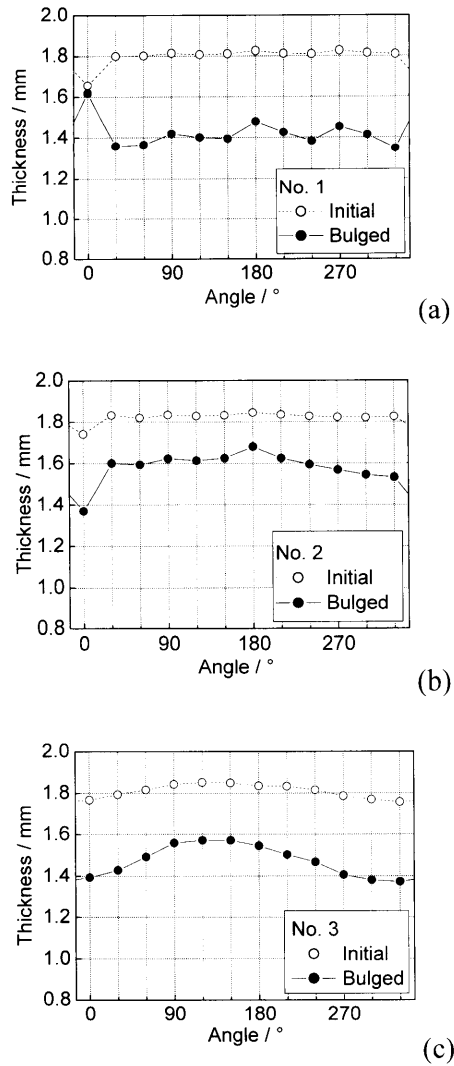 2.0
1.8
1.6
1.4
1.2
1.0
0.8
Thickness / mm
No. 1
Initial
Bulged
0 90 180 270
Angle / °
(a)
2.0
1.8
1.6
1.4
1.2
1.0
0.8
Thickness / mm
No. 2
Initial
Bulged
0 90 180 270
Angle / °
(b)
2.0
1.8
1.6
1.4
1.2
1.0
0.8
Thickness / mm
No. 3
Initial
Bulged
0 90 180 270
Angle / °
(c)